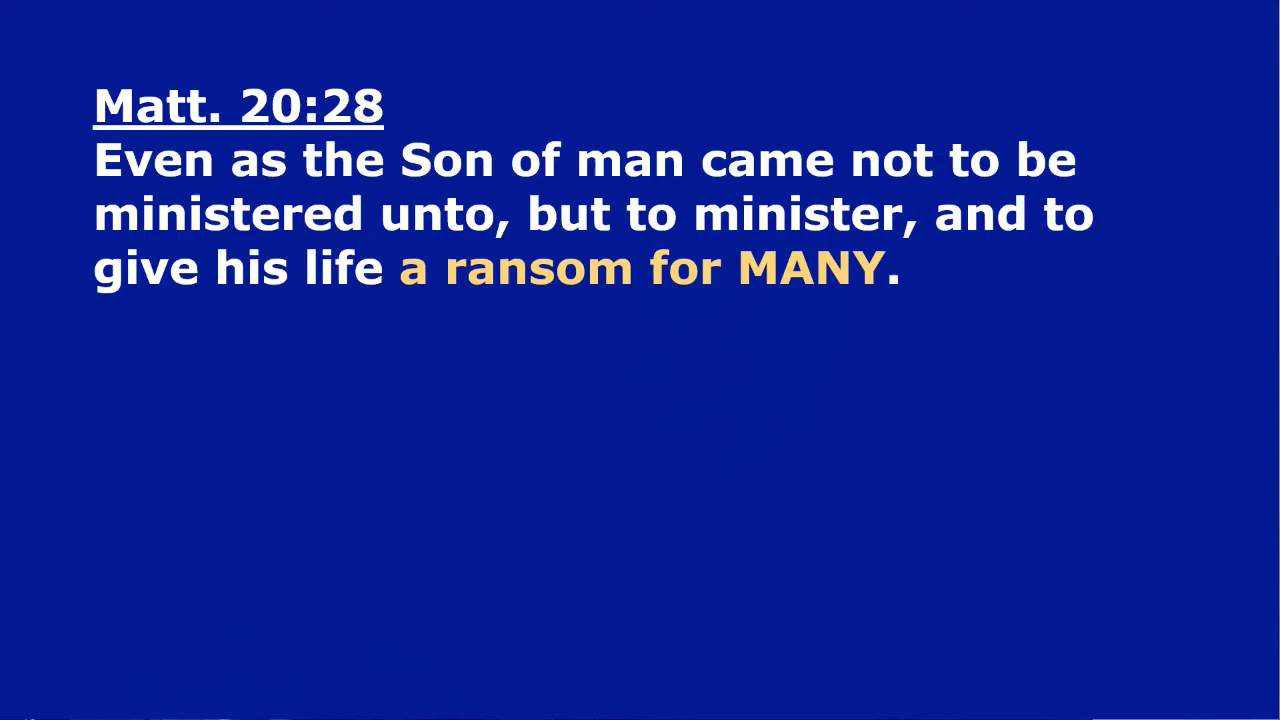 Matt. 20:28
Even as the Son of man came not to be
ministered unto, but to minister, and to
give his life a ransom for MANY.